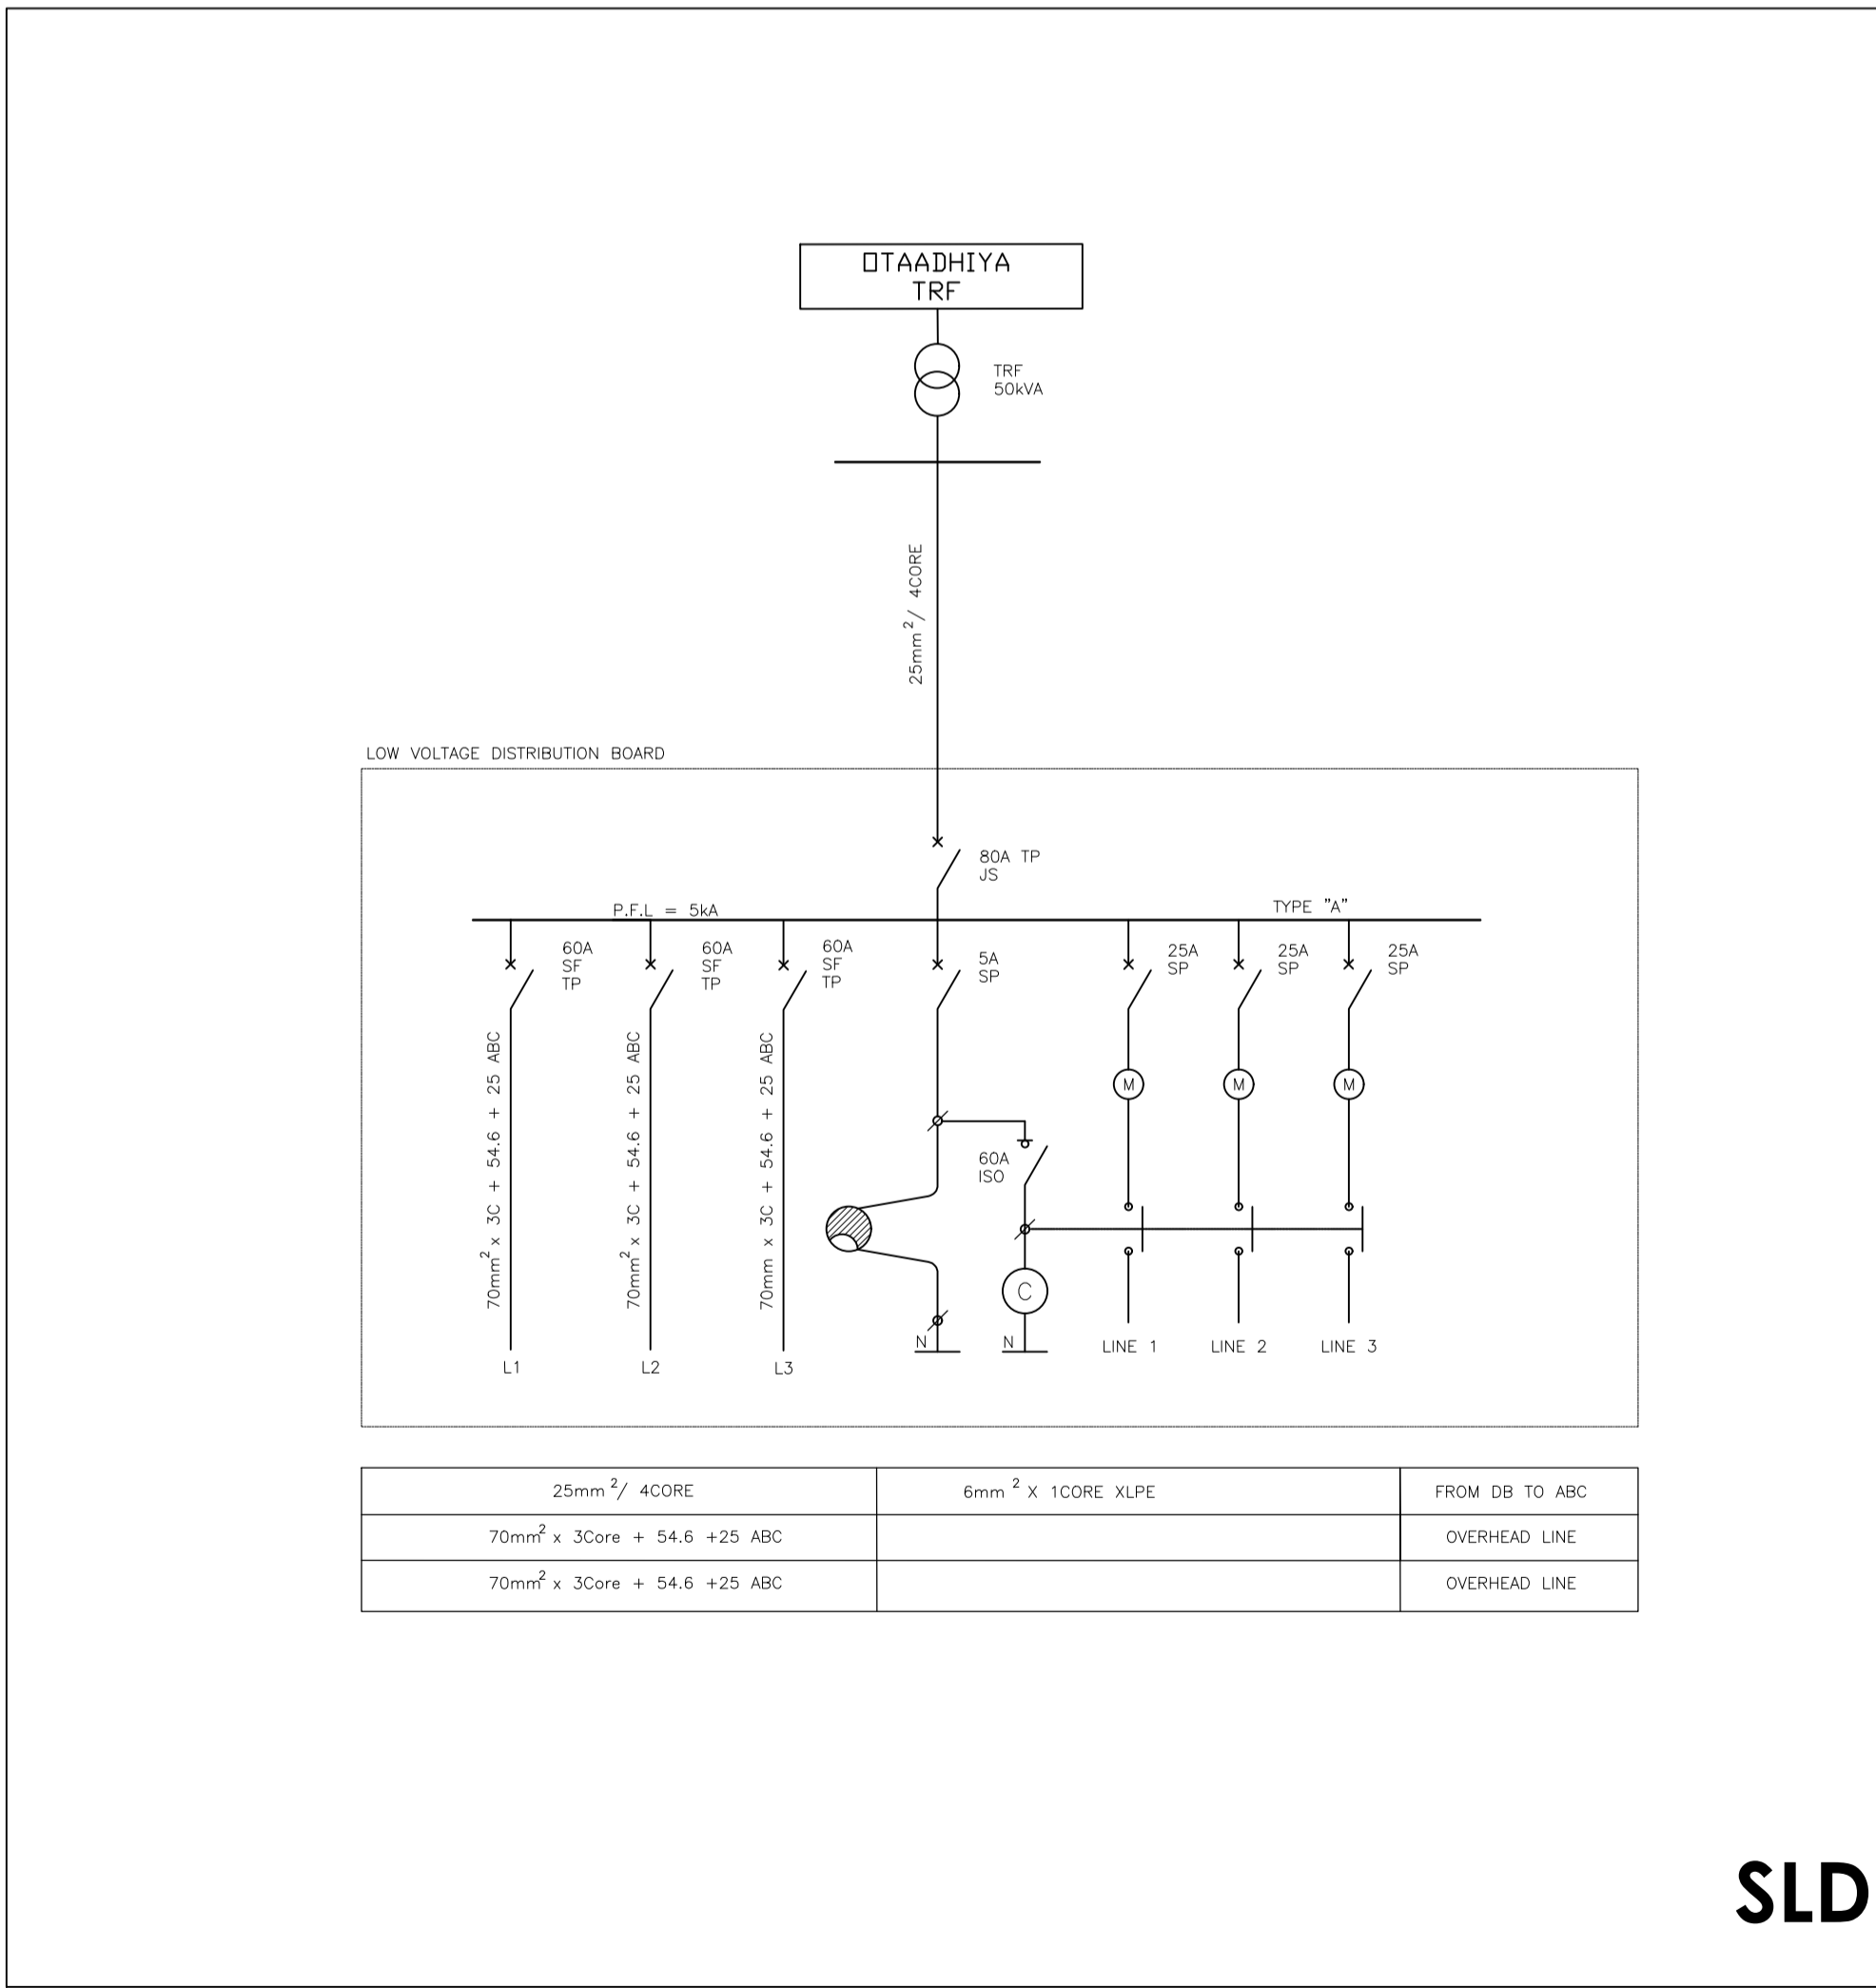 OTAADHIYA
TRF
TRF
50kVA
25mm²/ 4CORE
LOW VOLTAGE DISTRIBUTION BOARD
80A TP
JS
P.F.L = 5kA
TYPE "A"
60A
SF
TP
60A
SF
TP
60A
SF
TP
5A
SP
25A
SP
25A
SP
25A
SP
70mm² x 3C + 54.6 + 25 ABC
70mm² x 3C + 54.6 + 25 ABC
70mm x 3C + 54.6 + 25 ABC
M
M
M
60A
ISO
C
N
N
LINE 1
LINE 2
LINE 3
L1
L2
L3
25mm²/ 4CORE
6mm² X 1CORE XLPE
FROM DB TO ABC
70mm² x 3Core + 54.6 +25 ABC
OVERHEAD LINE
70mm² x 3Core + 54.6 +25 ABC
OVERHEAD LINE
SLD